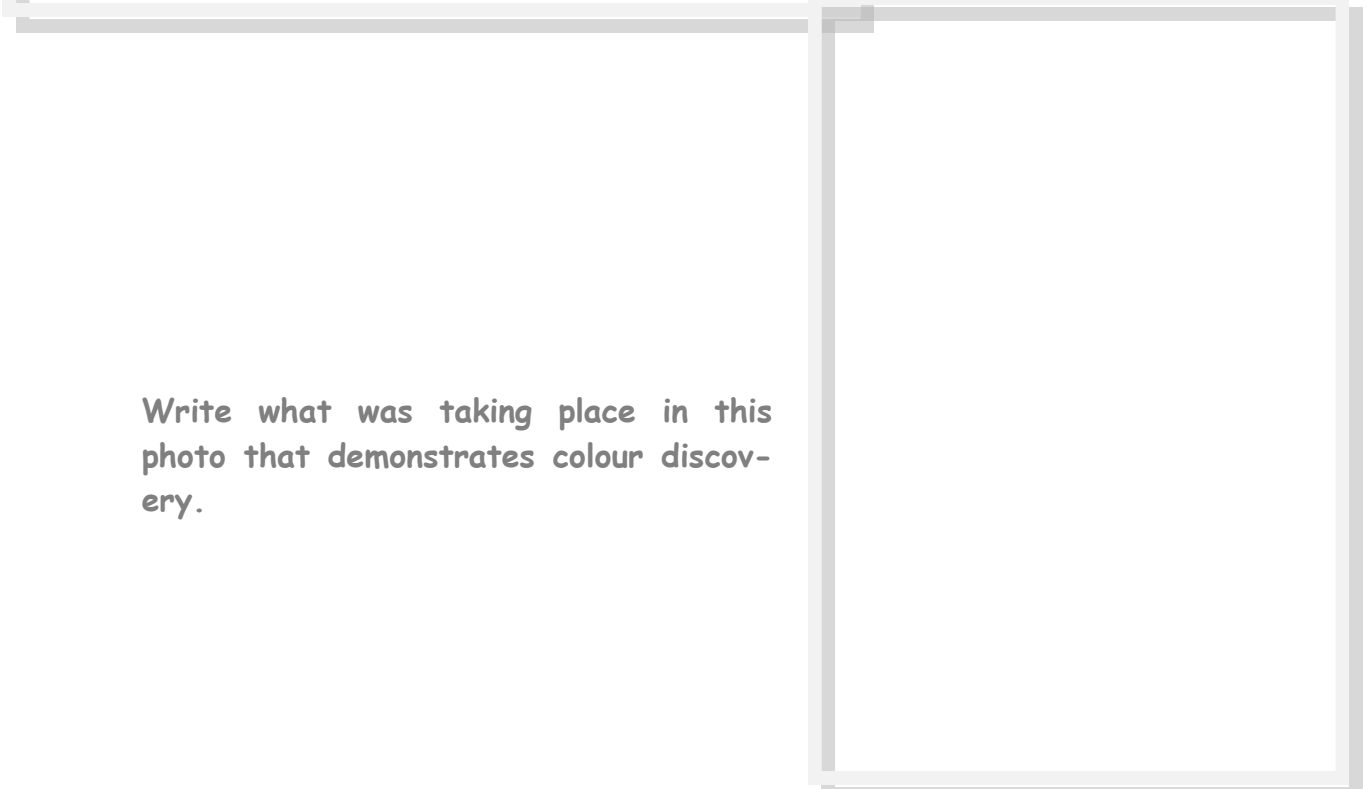 Write what was taking place in this
photo that demonstrates colour discov-
ery.